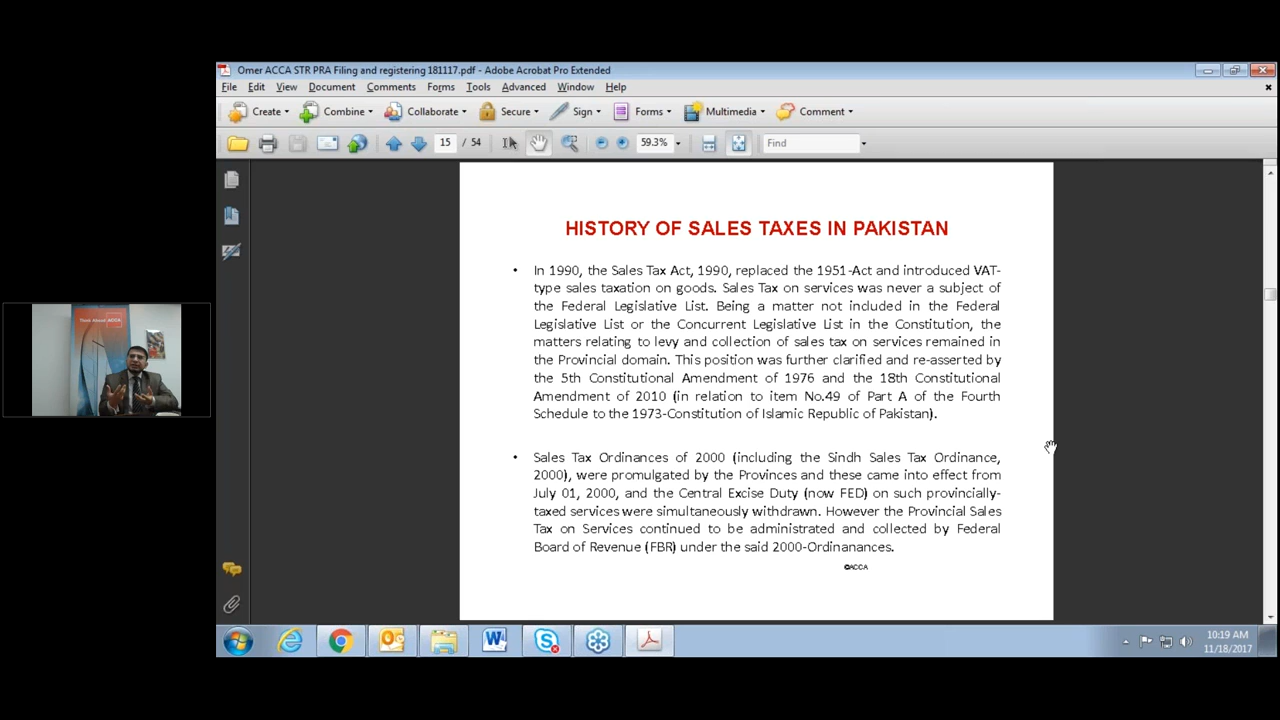 Omer ACCA STR PRA Filing and registering 181117.pdf - Adobe Acrobat Pro Extended
File Edit View Document Comments Forms Tools Advanced Window Help
Create Combine Collaborate Secure Sign Forms Multimedia Comment
15 / 54 59.3% Find
HISTORY OF SALES TAXES IN PAKISTAN
• In 1990, the Sales Tax Act, 1990, replaced the 1951-Act and introduced VAT-
type sales taxation on goods. Sales Tax on services was never a subject of
the Federal Legislative List. Being a matter not included in the Federal
Legislative List or the Concurrent Legislative List in the Constitution, the
matters relating to levy and collection of sales tax on services remained in
the Provincial domain. This position was further clarified and re-asserted by
the 5th Constitutional Amendment of 1976 and the 18th Constitutional
Amendment of 2010 (in relation to item No.49 of Part A of the Fourth
Schedule to the 1973-Constitution of Islamic Republic of Pakistan).
• Sales Tax Ordinances of 2000 (including the Sindh Sales Tax Ordinance,
2000), were promulgated by the Provinces and these came into effect from
July 01, 2000, and the Central Excise Duty (now FED) on such provincially-
taxed services were simultaneously withdrawn. However the Provincial Sales
Tax on Services continued to be administrated and collected by Federal
Board of Revenue (FBR) under the said 2000-Ordinanances.
©ACCA
Think About ACCA
10:19 AM
11/18/2017